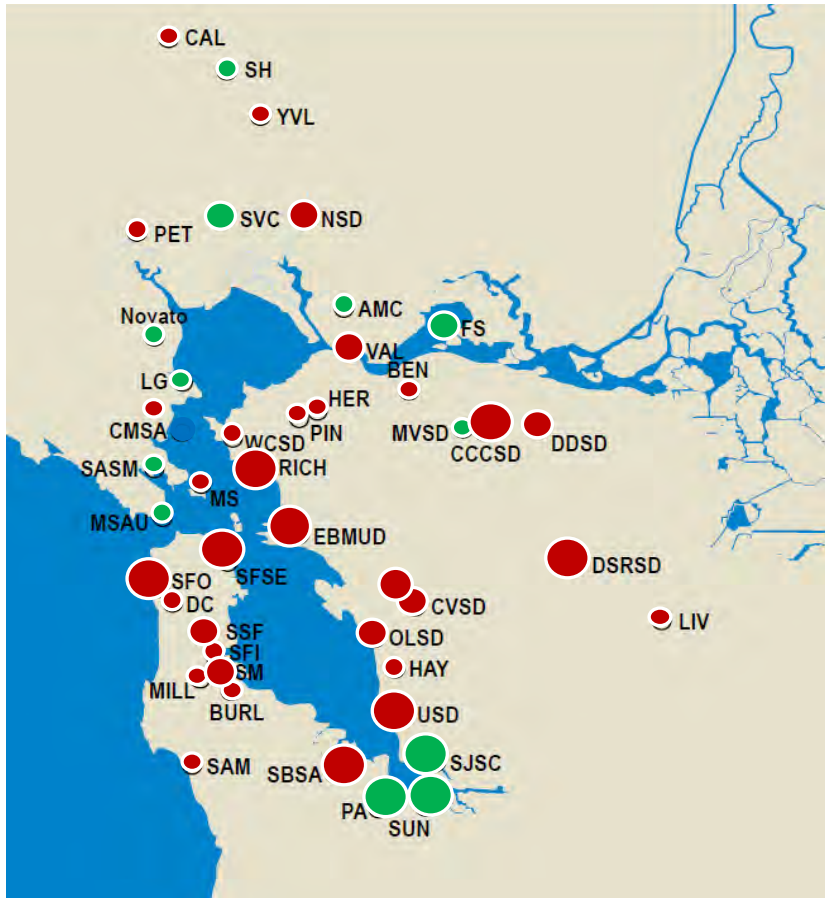 CAL
SH
YVL
SVC
NSD
PET
AMC
Novato
FS
VAL
BEN
LG
HER
CMSA
PIN
MVSD
WCSD
CCCSD
DDSD
SASM
RICH
MS
MSAU
EBMUD
SFO
SFSE
DSRSD
DC
CVSD
LIV
SSF
OLSD
SFI
HAY
SM
MILL
BURL
USD
SAM
SBSA
SJSC
PA
SUN